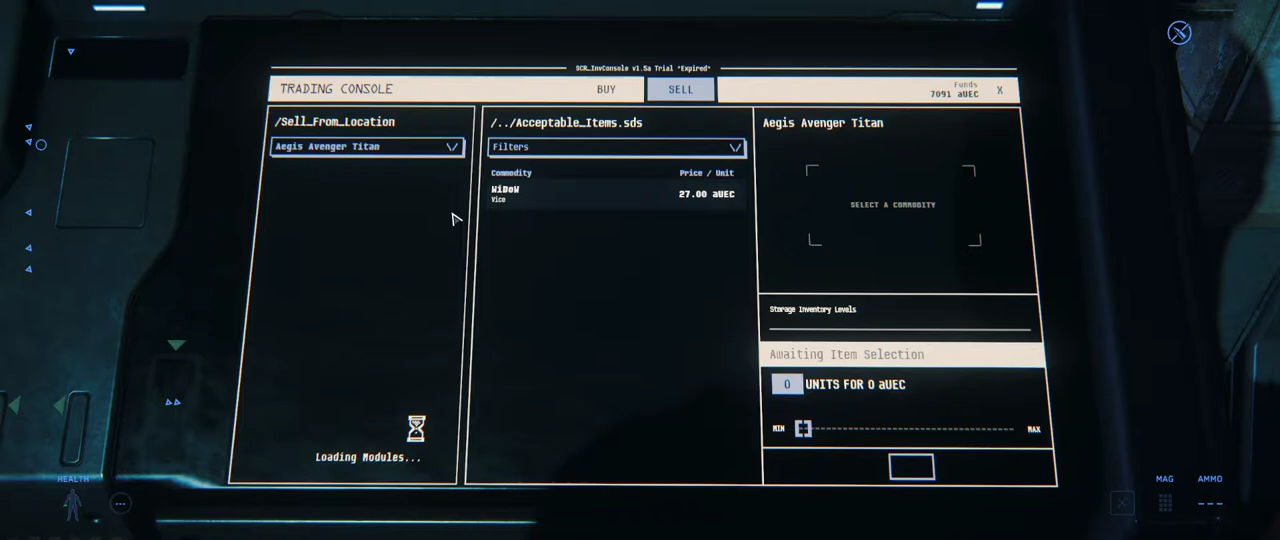 SCR_InvConsole v1.5a Trial *Expired*
TRADING CONSOLE
BUY
SELL
Funds
7091 aUEC
X
/Sell_From_Location
Aegis Avenger Titan
\/
Loading Modules...
/../Acceptable_Items.sds
Filters
\/
Commodity
Price / Unit
WiDoW
27.00 aUEC
Vice
Aegis Avenger Titan
SELECT A COMMODITY
Storage Inventory Levels
Awaiting Item Selection
0 UNITS FOR 0 aUEC
MIN
MAX
HEALTH
MAG
AMMO
---